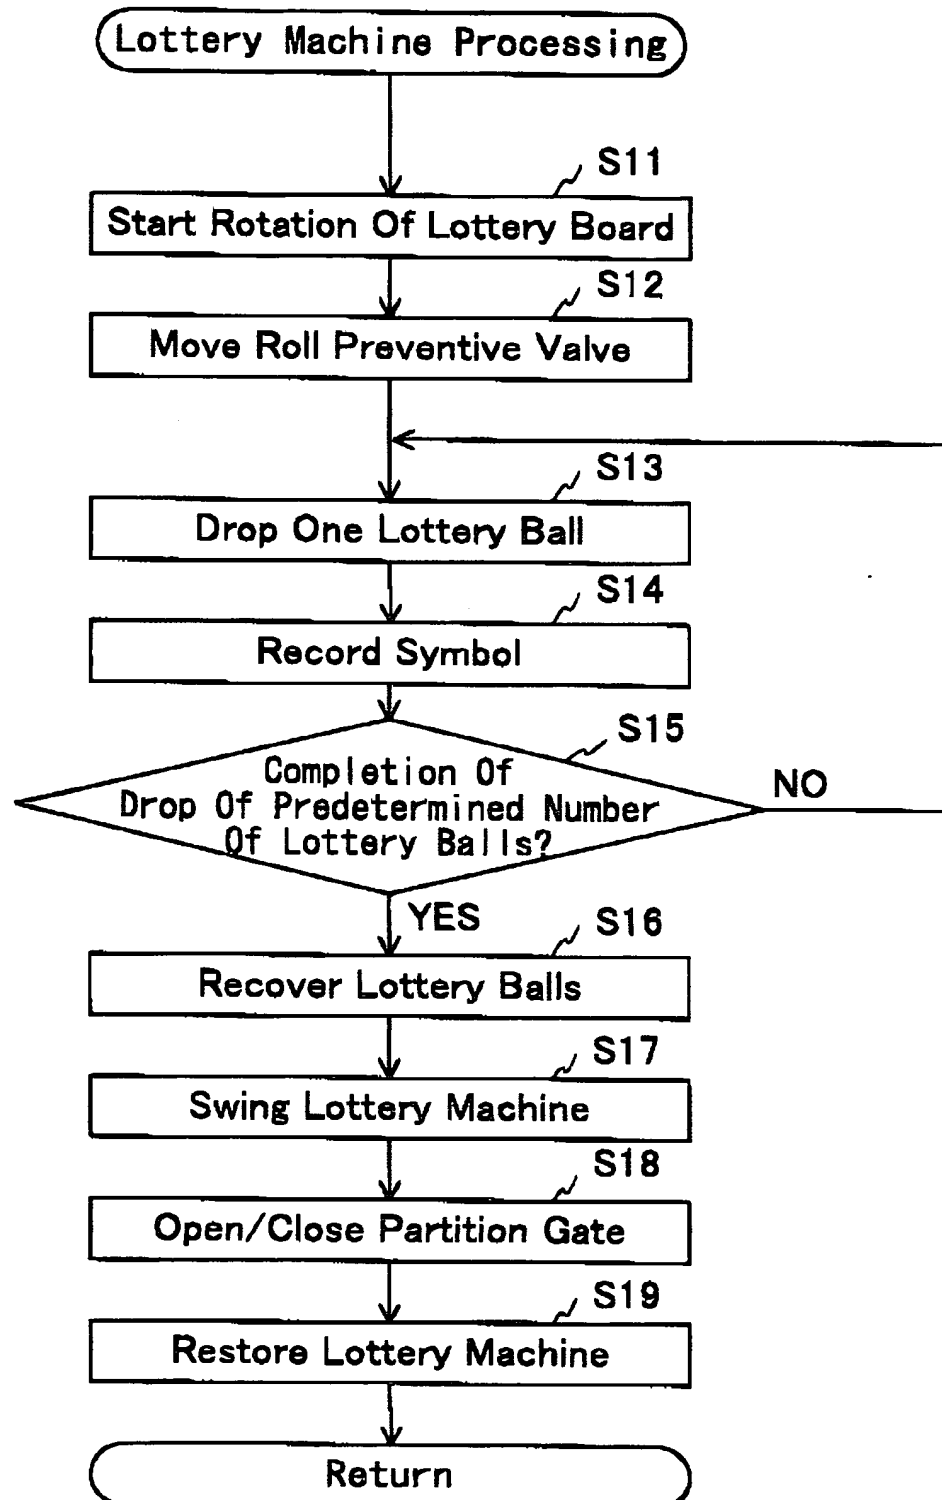 Lottery Machine Processing
S11
Start Rotation Of Lottery Board
S12
Move Roll Preventive Valve
S13
Drop One Lottery Ball
S14
Record Symbol
S15
Completion Of
Drop Of Predetermined Number
Of Lottery Balls?
NO
YES
S16
Recover Lottery Balls
S17
Swing Lottery Machine
S18
Open/Close Partition Gate
S19
Restore Lottery Machine
Return